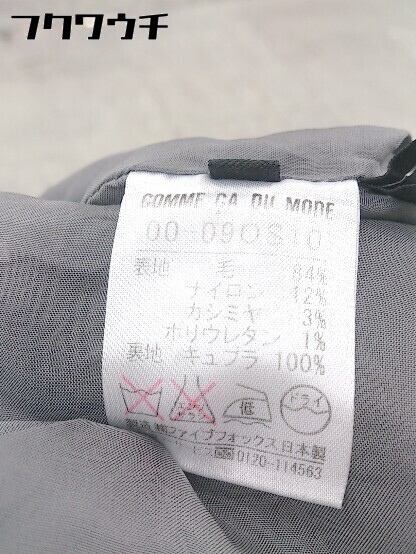 フクワウチ
COMME ÇA DU MODE
00-09OS10
表地 毛 84%
ナイロン 12%
カシミヤ 3%
ポリウレタン 1%
裏地 キュプラ 100%
低 ドライ
製造 ㈱ファイブフォックス 日本製
0120-114563